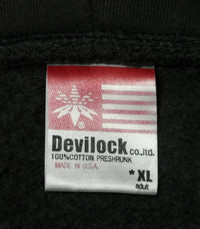 Devilock co.,ltd.
100%COTTON PRESHRUNK
MADE IN U.S.A.
* XL
adult